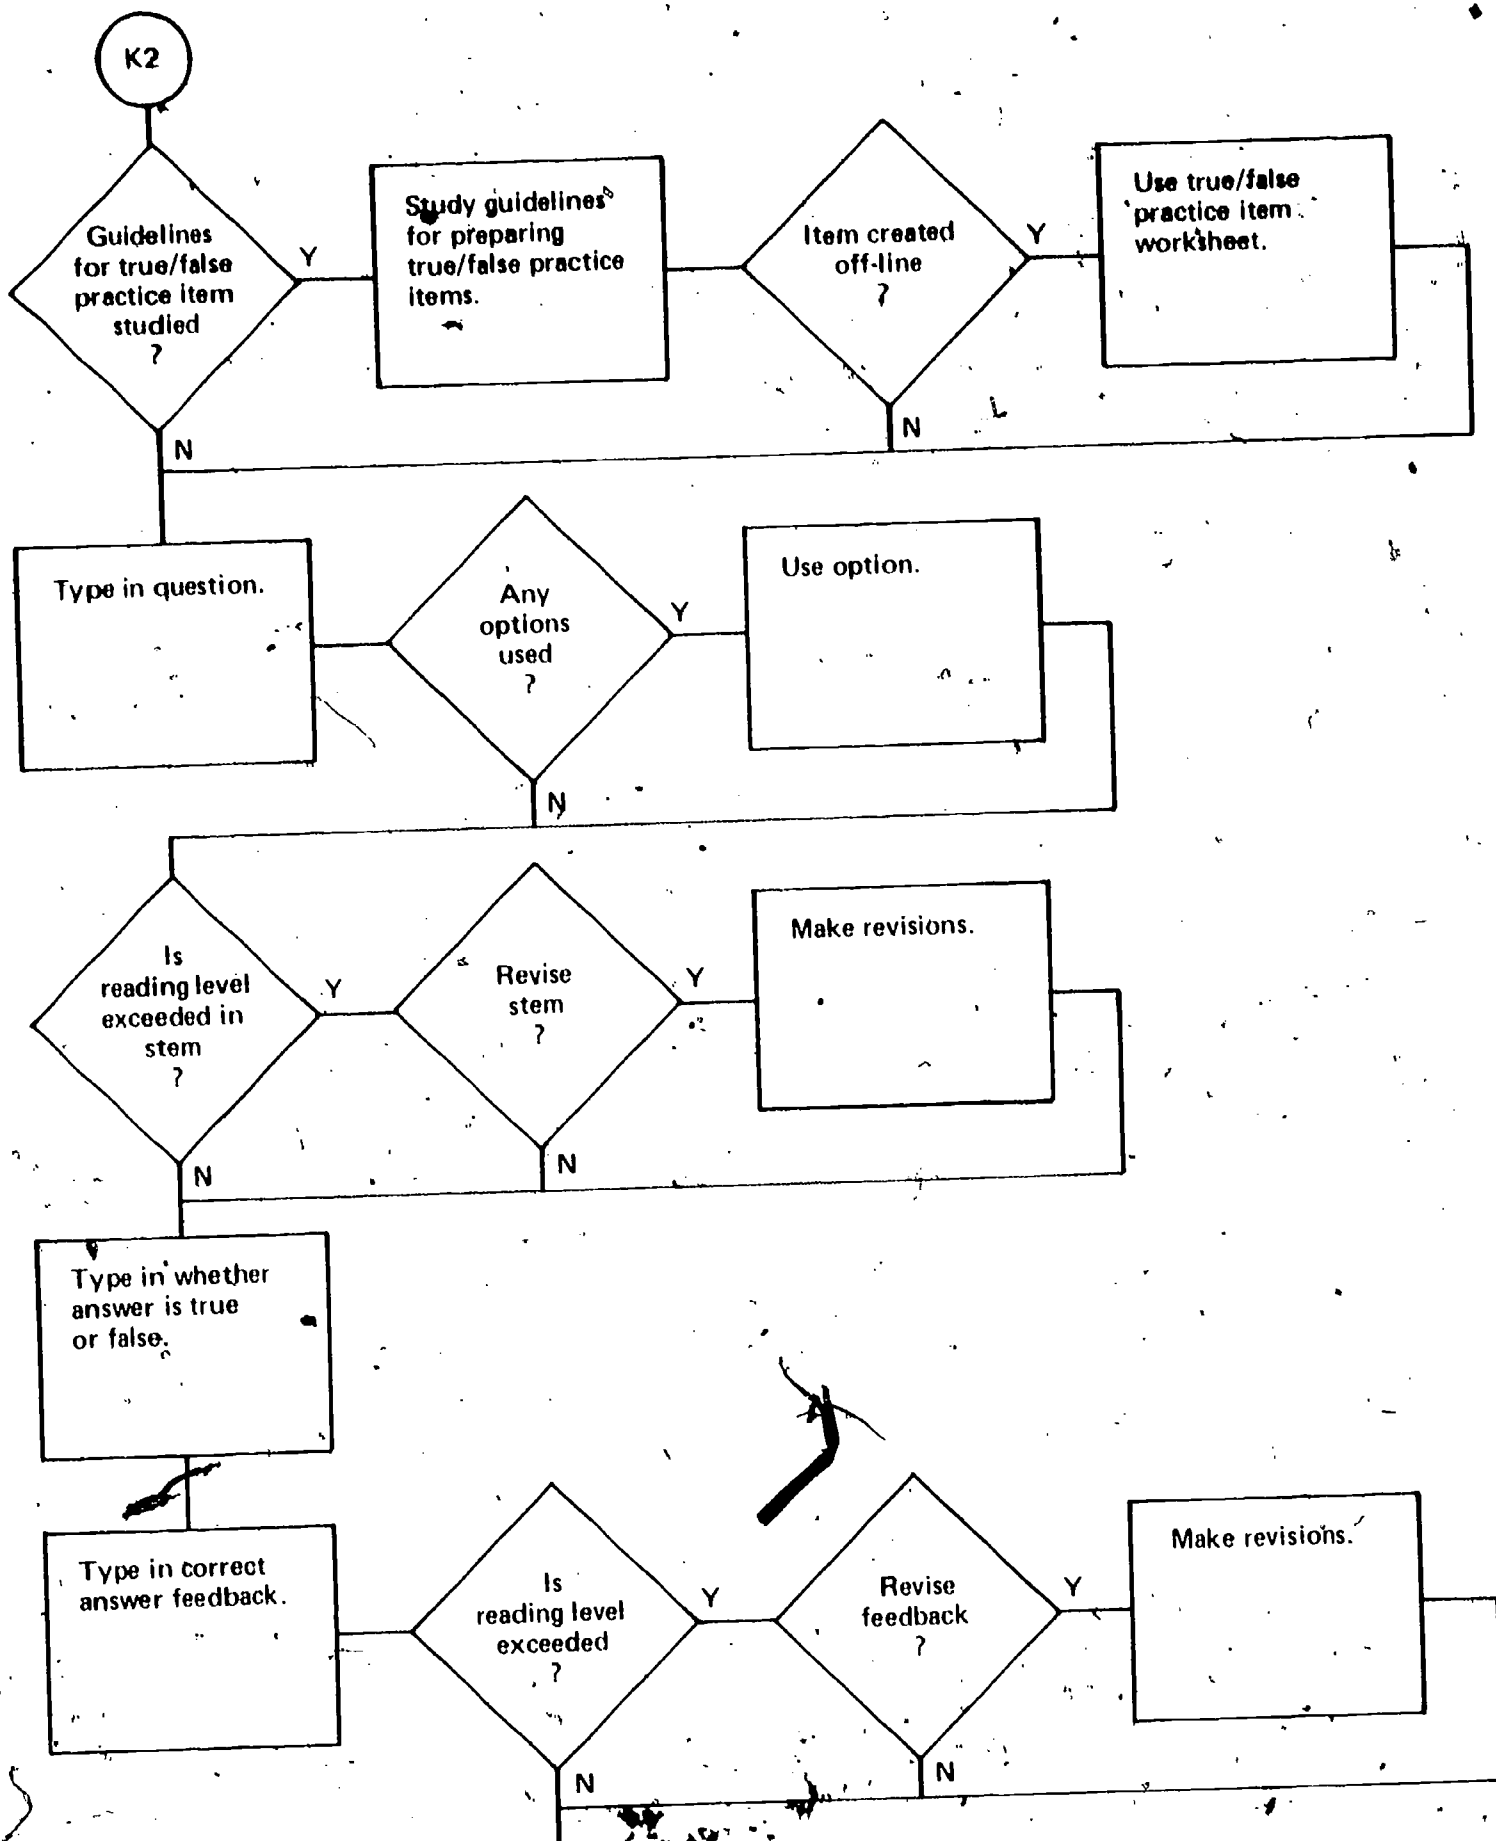 K2
Guidelines
for true/false
practice item
studied
?
Y
N
Study guidelines
for preparing
true/false practice
items.
Item created
off-line
?
Y
N
Use true/false
practice item
worksheet.
Type in question.
Any
options
used
?
Y
N
Use option.
Is
reading level
exceeded in
stem
?
Y
N
Revise
stem
?
Y
N
Make revisions.
Type in whether
answer is true
or false.
Type in correct
answer feedback.
Is
reading level
exceeded
?
Y
N
Revise
feedback
?
Y
N
Make revisions.